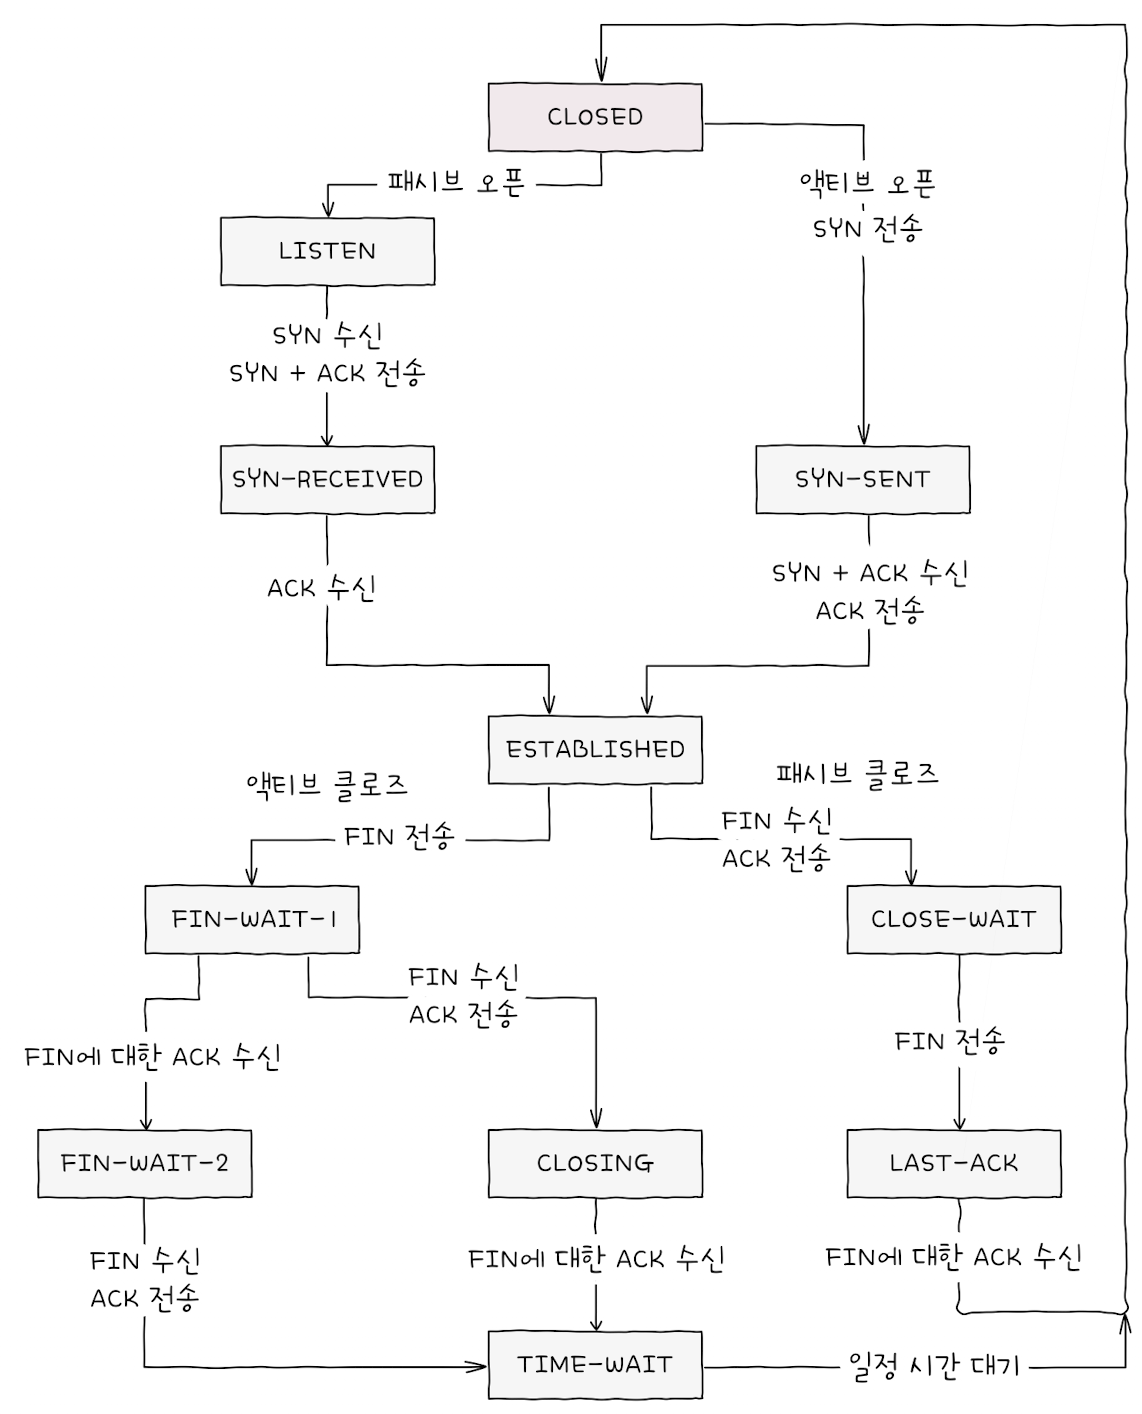 CLOSED
패시브 오픈
액티브 오픈
SYN 전송
LISTEN
SYN 수신
SYN + ACK 전송
SYN-RECEIVED
SYN-SENT
ACK 수신
SYN + ACK 수신
ACK 전송
ESTABLISHED
액티브 클로즈
패시브 클로즈
FIN 전송
FIN 수신
ACK 전송
FIN-WAIT-1
CLOSE-WAIT
FIN 수신
ACK 전송
FIN에 대한 ACK 수신
FIN 전송
FIN-WAIT-2
CLOSING
LAST-ACK
FIN 수신
ACK 전송
FIN에 대한 ACK 수신
FIN에 대한 ACK 수신
TIME-WAIT
일정 시간 대기